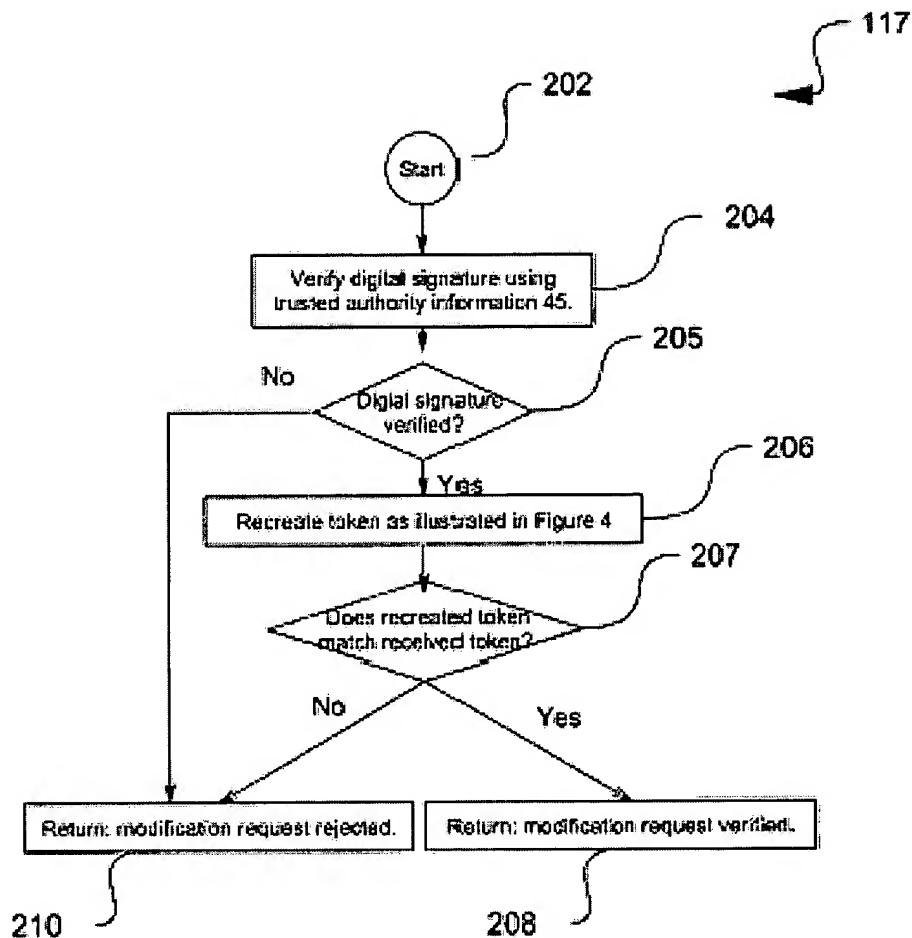 117
202
Start
204
Verify digital signature using
trusted authority information 45.
205
No
Digial signature
verified?
206
Yes
Recreate token as illustrated in Figure 4
207
Does recreated token
match received token?
No
Yes
Return: modification request rejected.
Return: modification request verified.
210
208